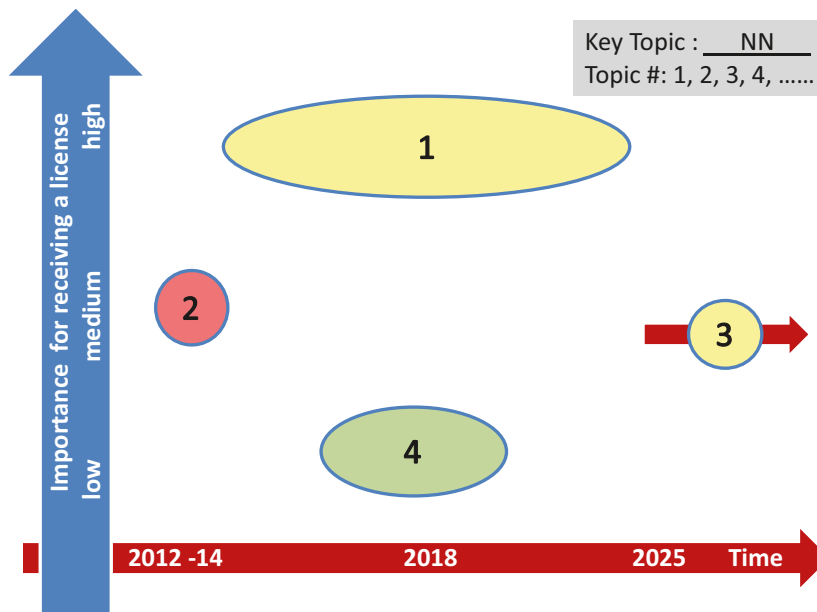 Key Topic : NN
Topic #: 1, 2, 3, 4, ......
Importance for receiving a license
low medium high
1
2
3
4
2012 -14 2018 2025 Time